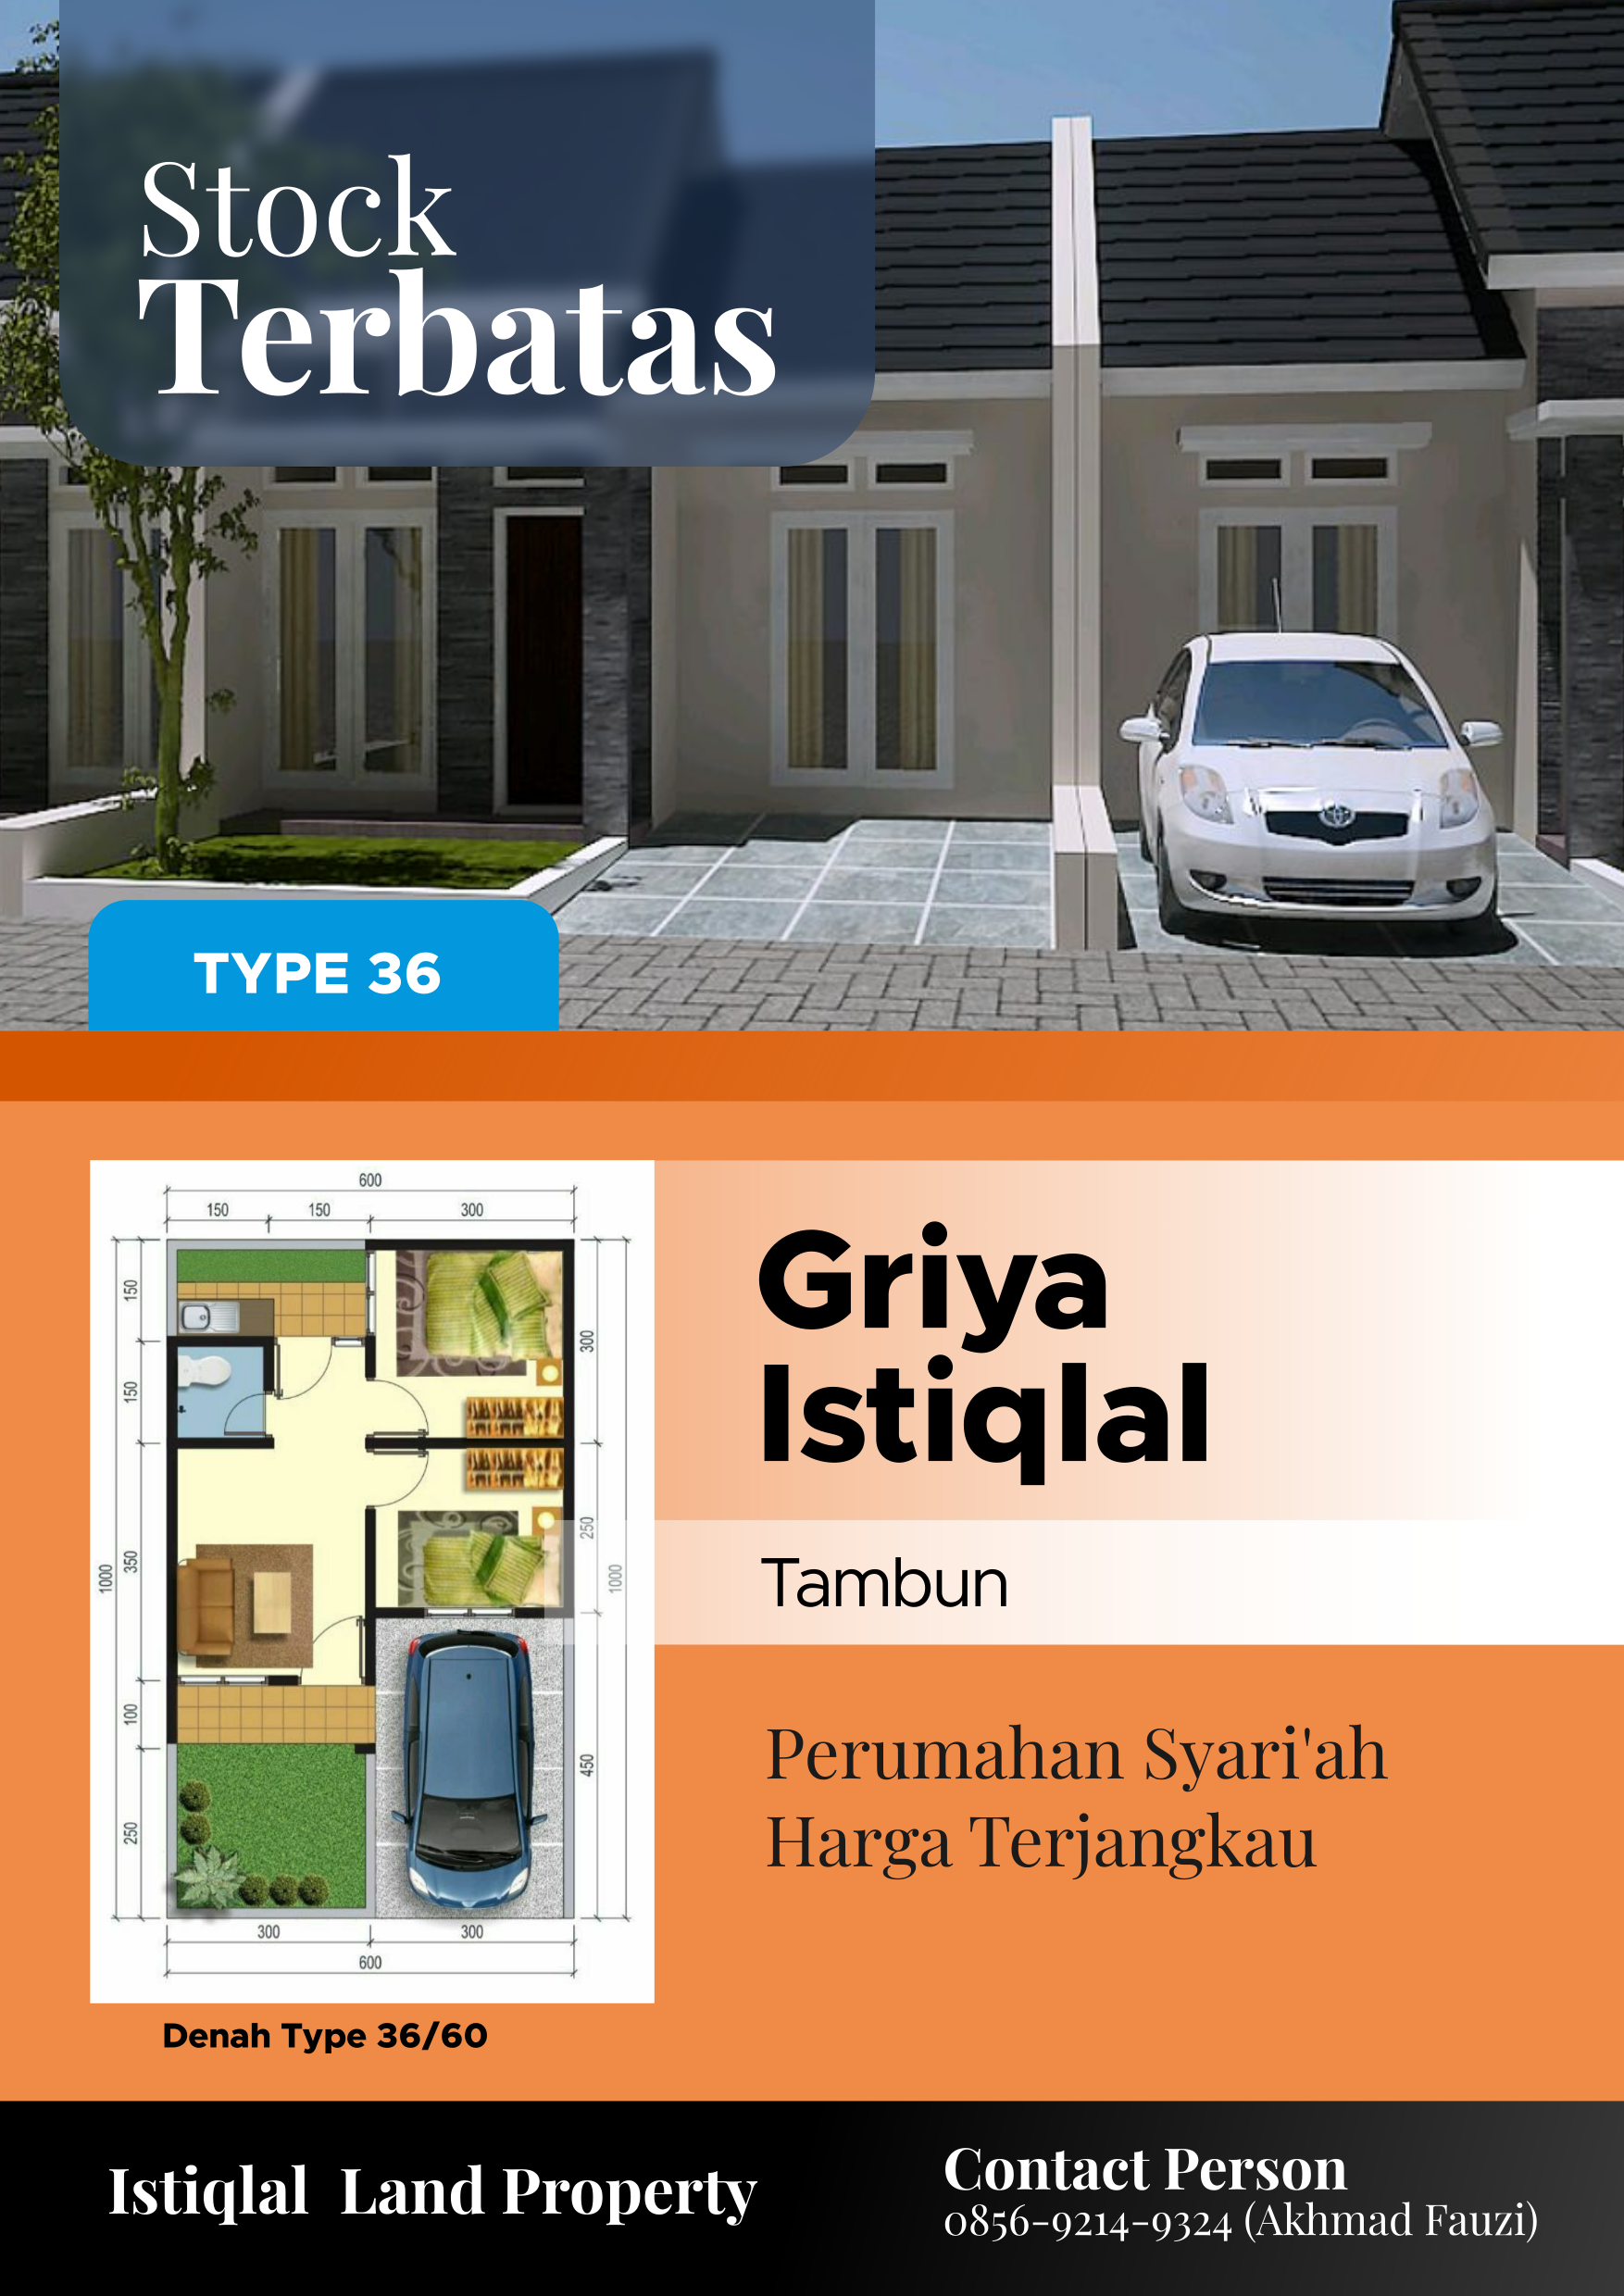 Stock
Terbatas
TYPE 36
600
150 150 300
150
150
350
1000
100
250
300
250
1000
450
300 300
600
Denah Type 36/60
Griya
Istiqlal
Tambun
Perumahan Syari'ah
Harga Terjangkau
Istiqlal Land Property
Contact Person
0856-9214-9324 (Akhmad Fauzi)